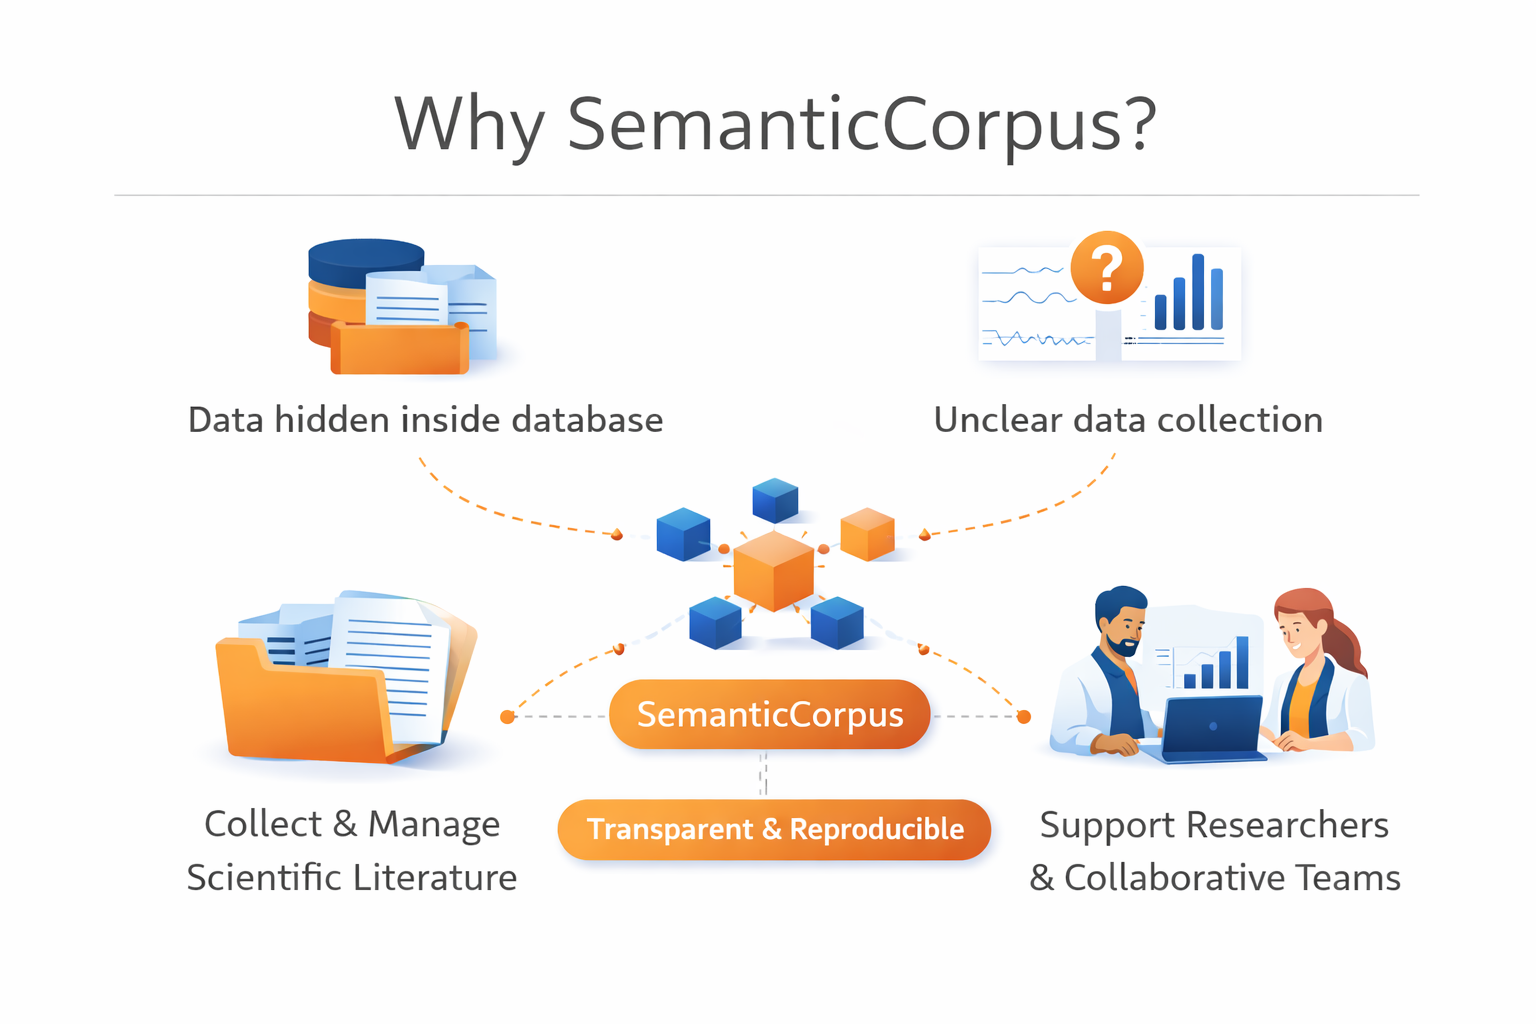 Why SemanticCorpus?
?
Data hidden inside database
Unclear data collection
SemanticCorpus
Transparent & Reproducible
Collect & Manage
Scientific Literature
Support Researchers
& Collaborative Teams